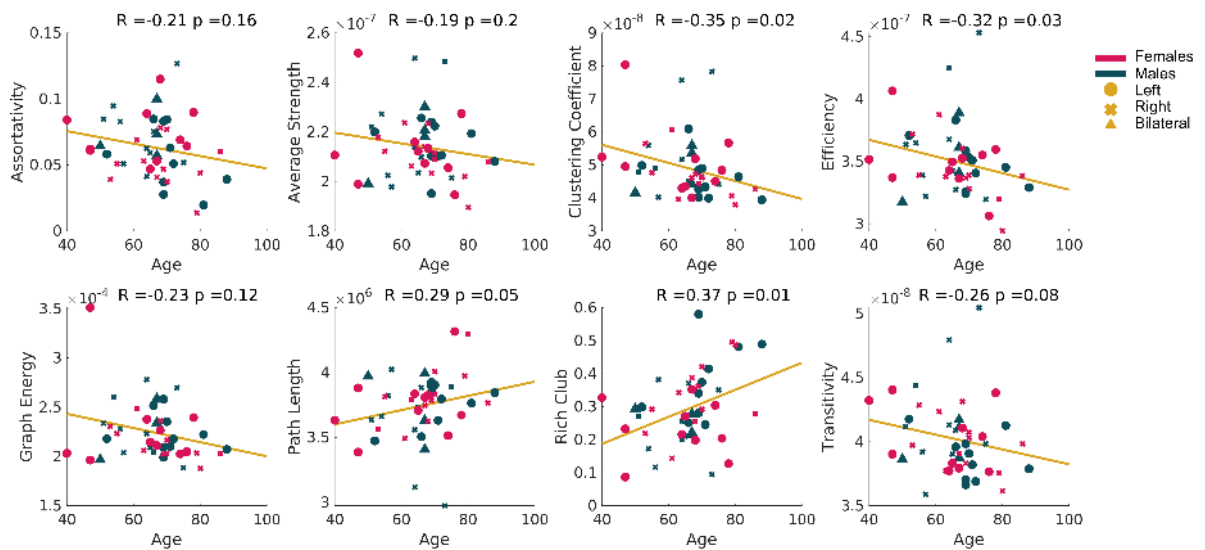 R =-0.21 p =0.16
Assortativity
0.15
0.1
0.05
0
40 60 80 100
Age
R =-0.19 p =0.2
×10⁻⁷
Average Strength
2.6
2.4
2.2
2
1.8
40 60 80 100
Age
R =-0.35 p =0.02
×10⁻⁸
Clustering Coefficient
9
8
7
6
5
4
3
40 60 80 100
Age
R =-0.32 p =0.03
×10⁻⁷
Efficiency
4.5
4
3.5
3
40 60 80 100
Age
Females
Males
Left
Right
Bilateral
R =-0.23 p =0.12
×10⁻⁴
Graph Energy
3.5
3
2.5
2
1.5
40 60 80 100
Age
R =0.29 p =0.05
×10⁶
Path Length
4.5
4
3.5
3
40 60 80 100
Age
R =0.37 p =0.01
Rich Club
0.6
0.5
0.4
0.3
0.2
0.1
0
40 60 80 100
Age
R =-0.26 p =0.08
×10⁻⁸
Transitivity
5
4.5
4
3.5
40 60 80 100
Age